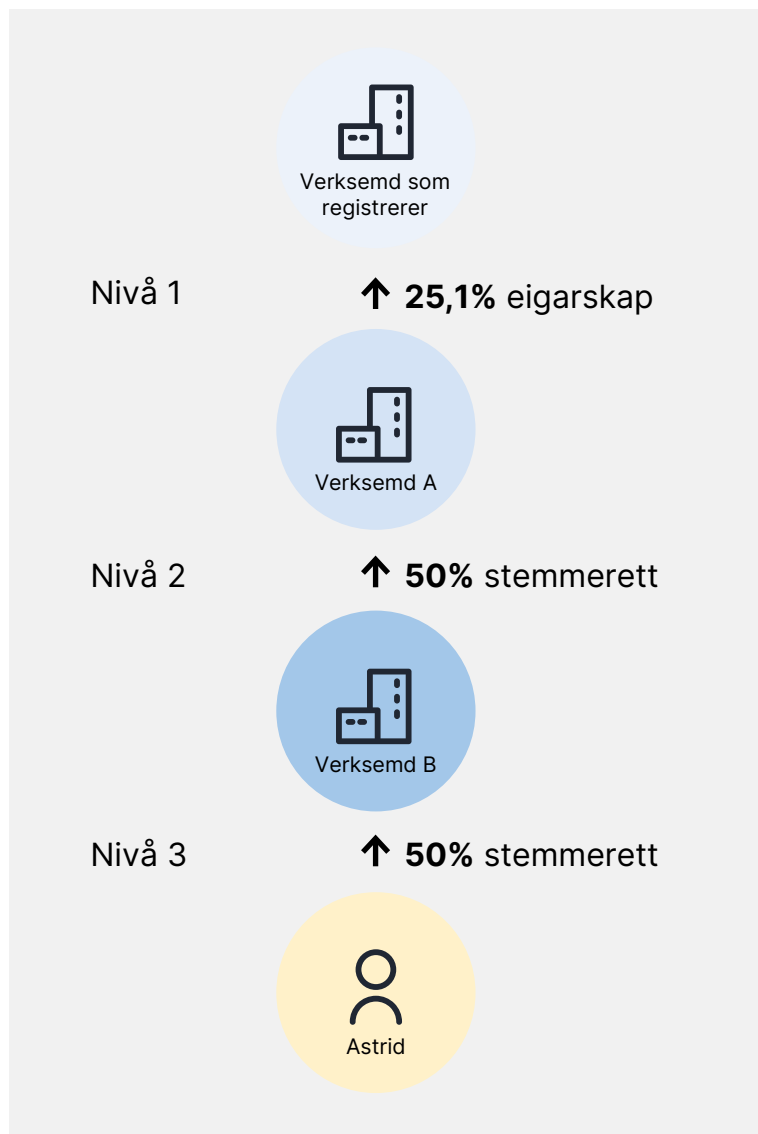 Verksemd som
registrerer
Nivå 1
25,1% eigarskap
Verksemd A
Nivå 2
50% stemmerett
Verksemd B
Nivå 3
50% stemmerett
Astrid